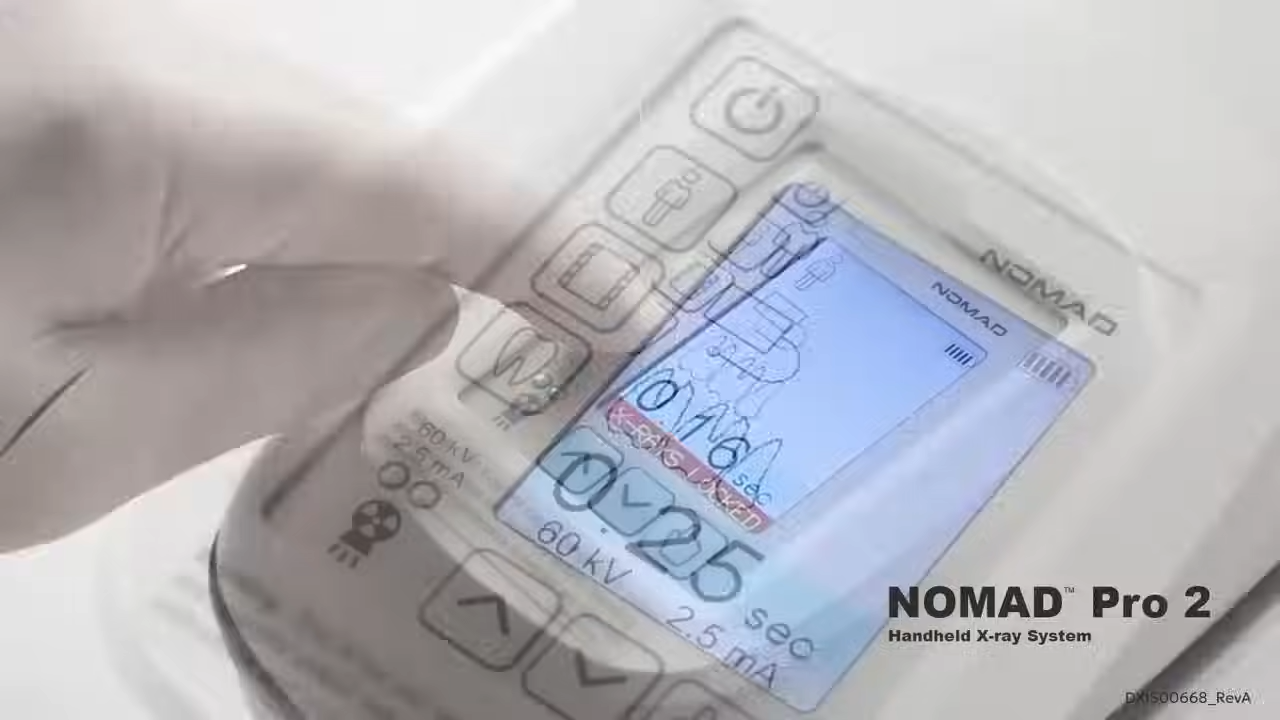 NOMAD
NOMAD
0.16 sec
X-RAYS LOCKED
0.25 sec
60 kV
2.5 mA
60 kV
2.5 mA
NOMAD™ Pro 2
Handheld X-ray System
DXIS00668_RevA